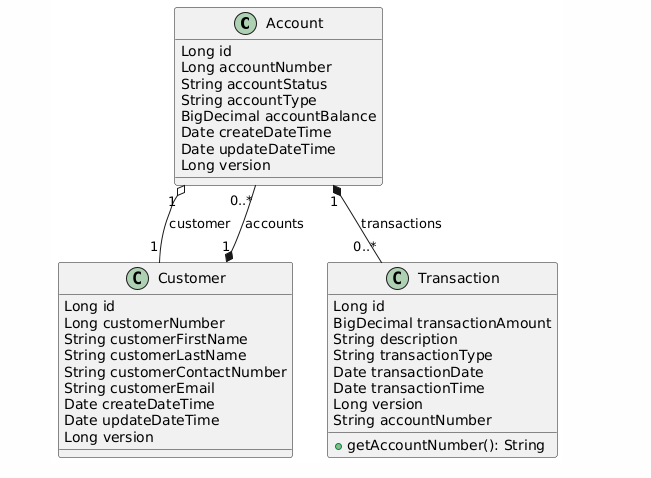 C Account
Long id
Long accountNumber
String accountStatus
String accountType
BigDecimal accountBalance
Date createDateTime
Date updateDateTime
Long version
1 0..* 1
customer accounts transactions
1 1 0..*
C Customer
Long id
Long customerNumber
String customerFirstName
String customerLastName
String customerContactNumber
String customerEmail
Date createDateTime
Date updateDateTime
Long version
C Transaction
Long id
BigDecimal transactionAmount
String description
String transactionType
Date transactionDate
Date transactionTime
Long version
String accountNumber
getAccountNumber(): String